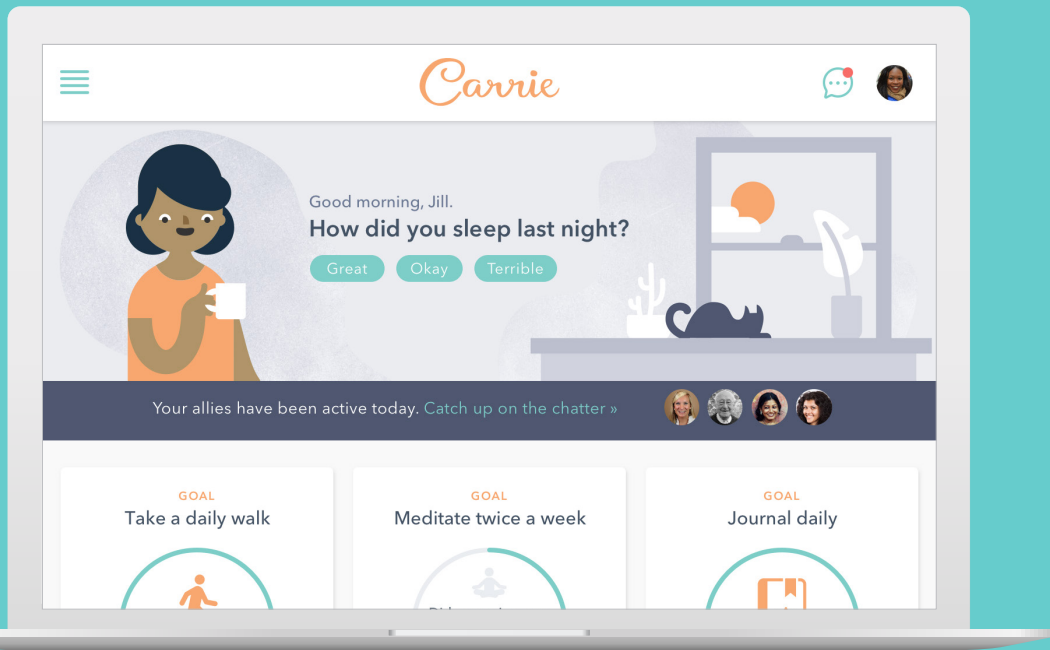 Carrie
Good morning, Jill.
How did you sleep last night?
Great Okay Terrible
Your allies have been active today. Catch up on the chatter »
GOAL
Take a daily walk
GOAL
Meditate twice a week
GOAL
Journal daily